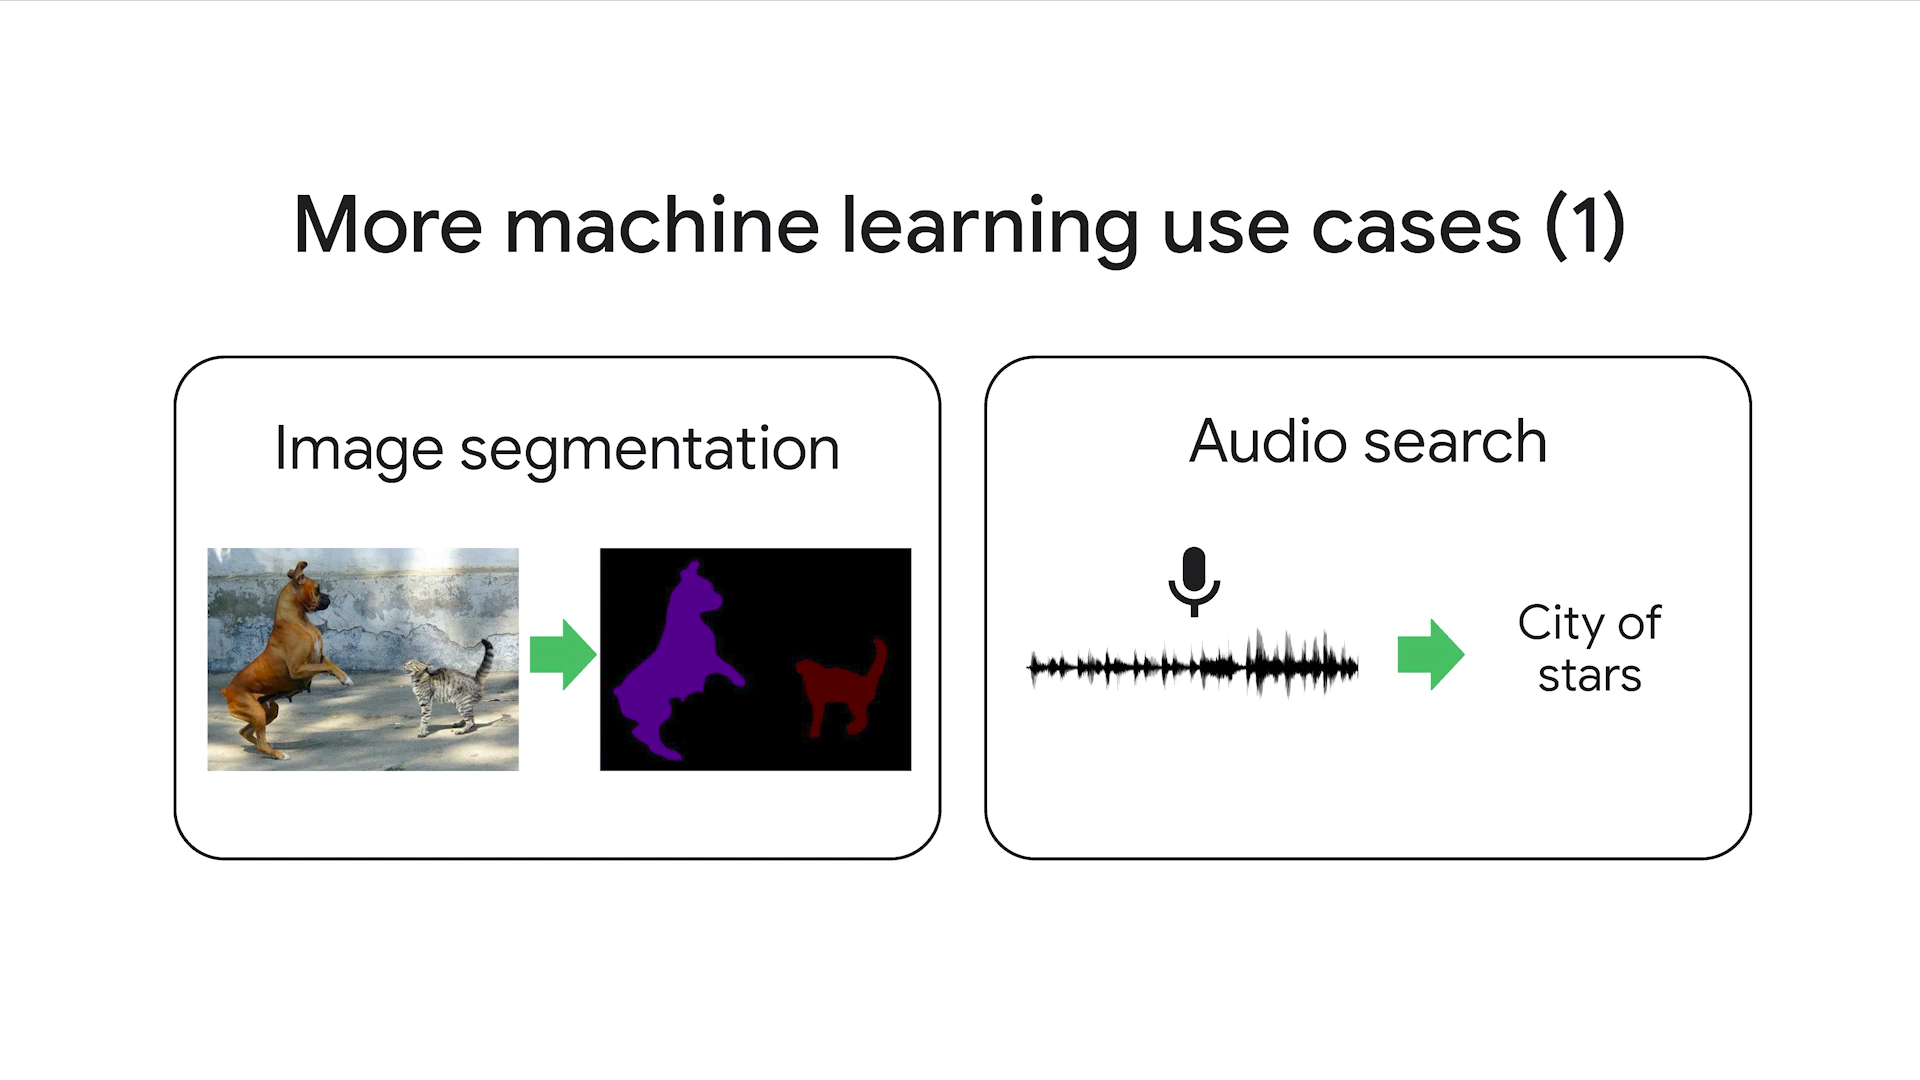 More machine learning use cases (1)
Image segmentation
Audio search
City of
stars